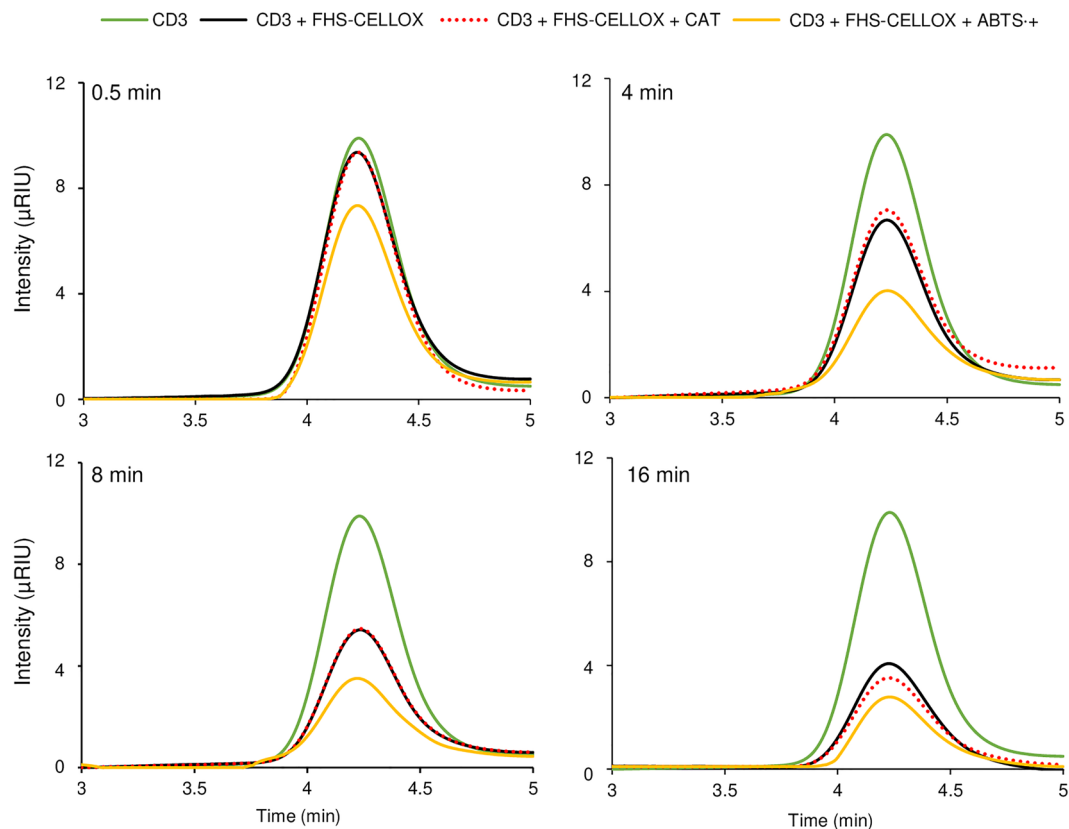 CD3 CD3 + FHS-CELLOX CD3 + FHS-CELLOX + CAT CD3 + FHS-CELLOX + ABTS·+
12
0.5 min
8
4
0
3 3.5 4 4.5 5
Intensity (µRIU)
12
4 min
8
4
0
3 3.5 4 4.5 5
12
8 min
8
4
0
3 3.5 4 4.5 5
Intensity (µRIU)
Time (min)
12
16 min
8
4
0
3 3.5 4 4.5 5
Time (min)